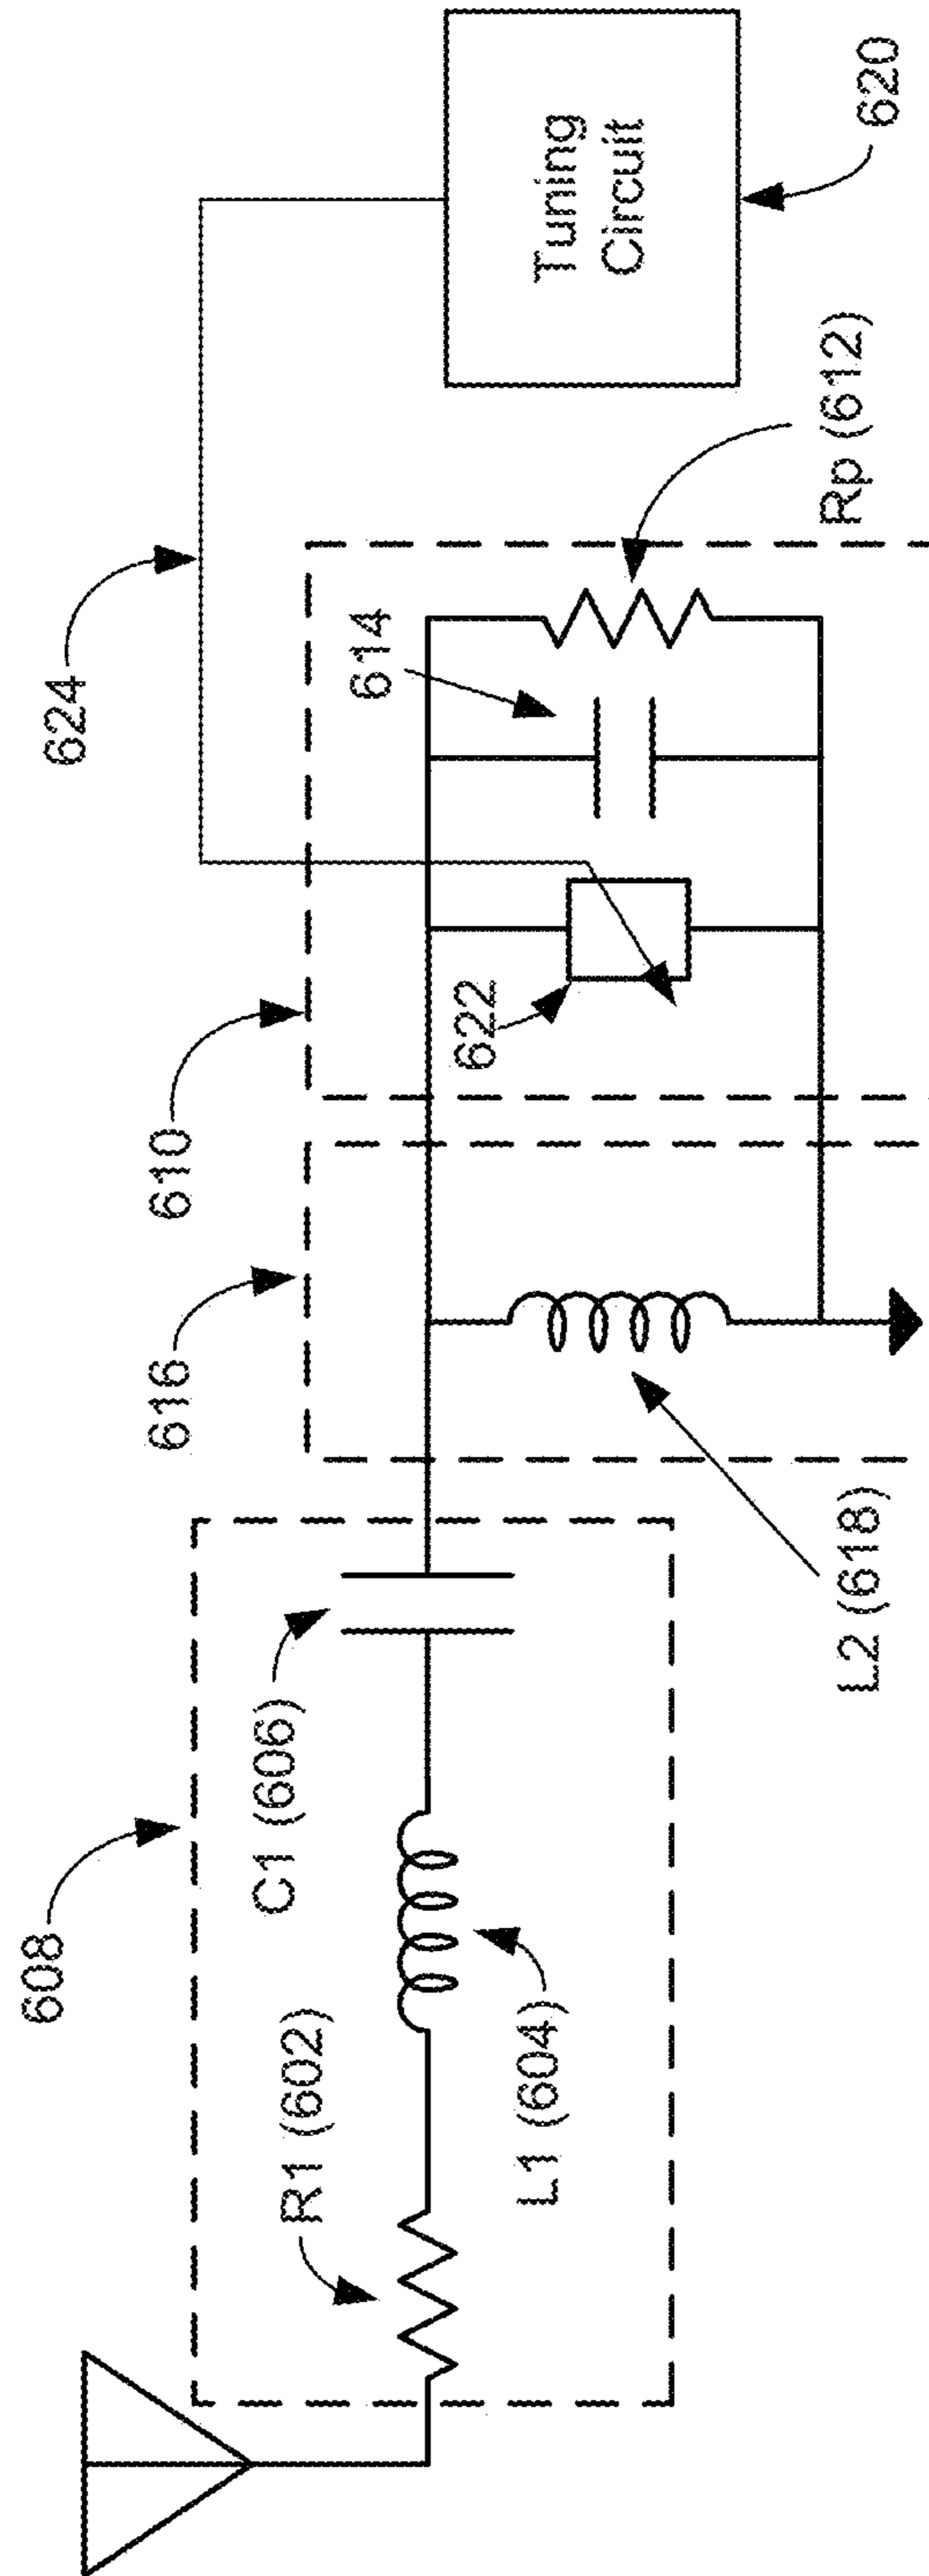 608
R1 (602)
L1 (604)
C1 (606)
616
L2 (618)
610
622
614
Rp (612)
624
Tuning
Circuit
620